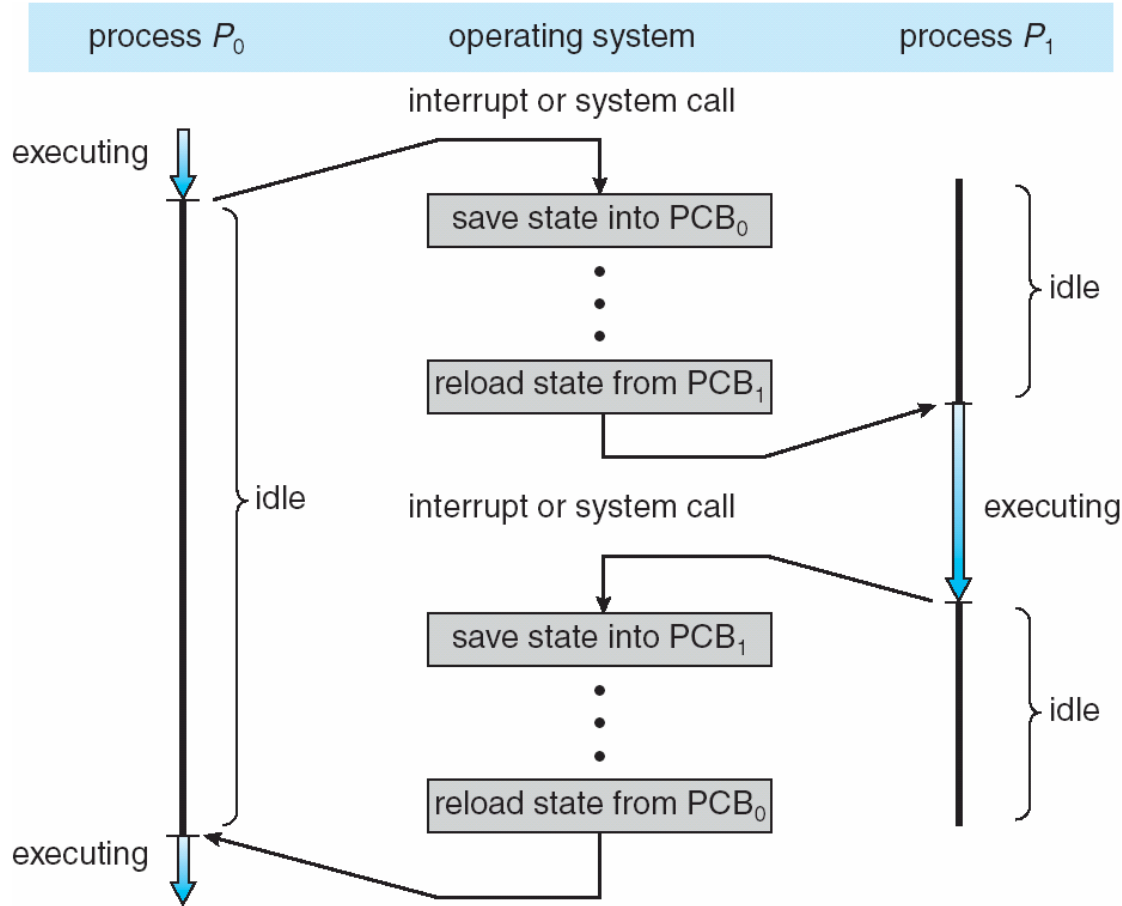 process P₀ operating system process P₁
interrupt or system call
executing
save state into PCB₀
idle
reload state from PCB₁
idle
interrupt or system call
executing
save state into PCB₁
idle
reload state from PCB₀
executing